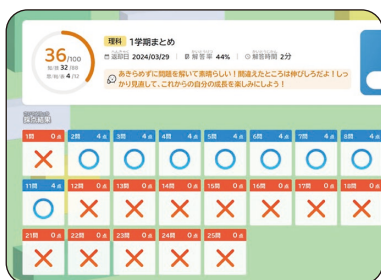 理科 1学期まとめ
36/100
知/技 32/88
思/判/表 4/12
返却日 2024/03/29 解答率 44% 解答時間 2分
あきらめずに問題を解いて素晴らしい！間違えたところは伸びしろだよ！しっ
かり見直して、これからの自分の成長を楽しみにしよう！
採点結果
1問 0点 2問 4点 3問 4点 4問 4点 5問 4点 6問 4点 7問 4点 8問 4点
11問 4点 12問 0点 13問 0点 14問 0点 15問 0点 16問 0点 17問 0点 18問 0点
21問 0点 22問 0点 23問 0点 24問 0点 25問 0点